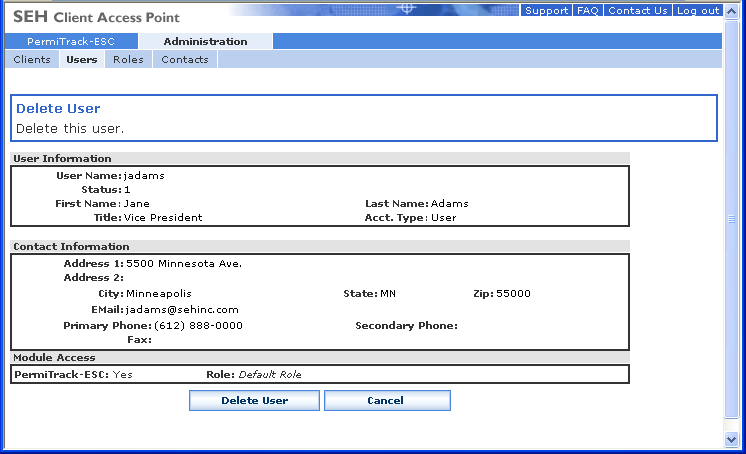 SEH Client Access Point
Support FAQ Contact Us Log out
PermiTrack-ESC Administration
Clients Users Roles Contacts
Delete User
Delete this user.
User Information
User Name: jadams
Status: 1
First Name: Jane Last Name: Adams
Title: Vice President Acct. Type: User
Contact Information
Address 1: 5500 Minnesota Ave.
Address 2:
City: Minneapolis State: MN Zip: 55000
EMail: jadams@sehinc.com
Primary Phone: (612) 888-0000 Secondary Phone:
Fax:
Module Access
PermiTrack-ESC: Yes Role: Default Role
Delete User Cancel